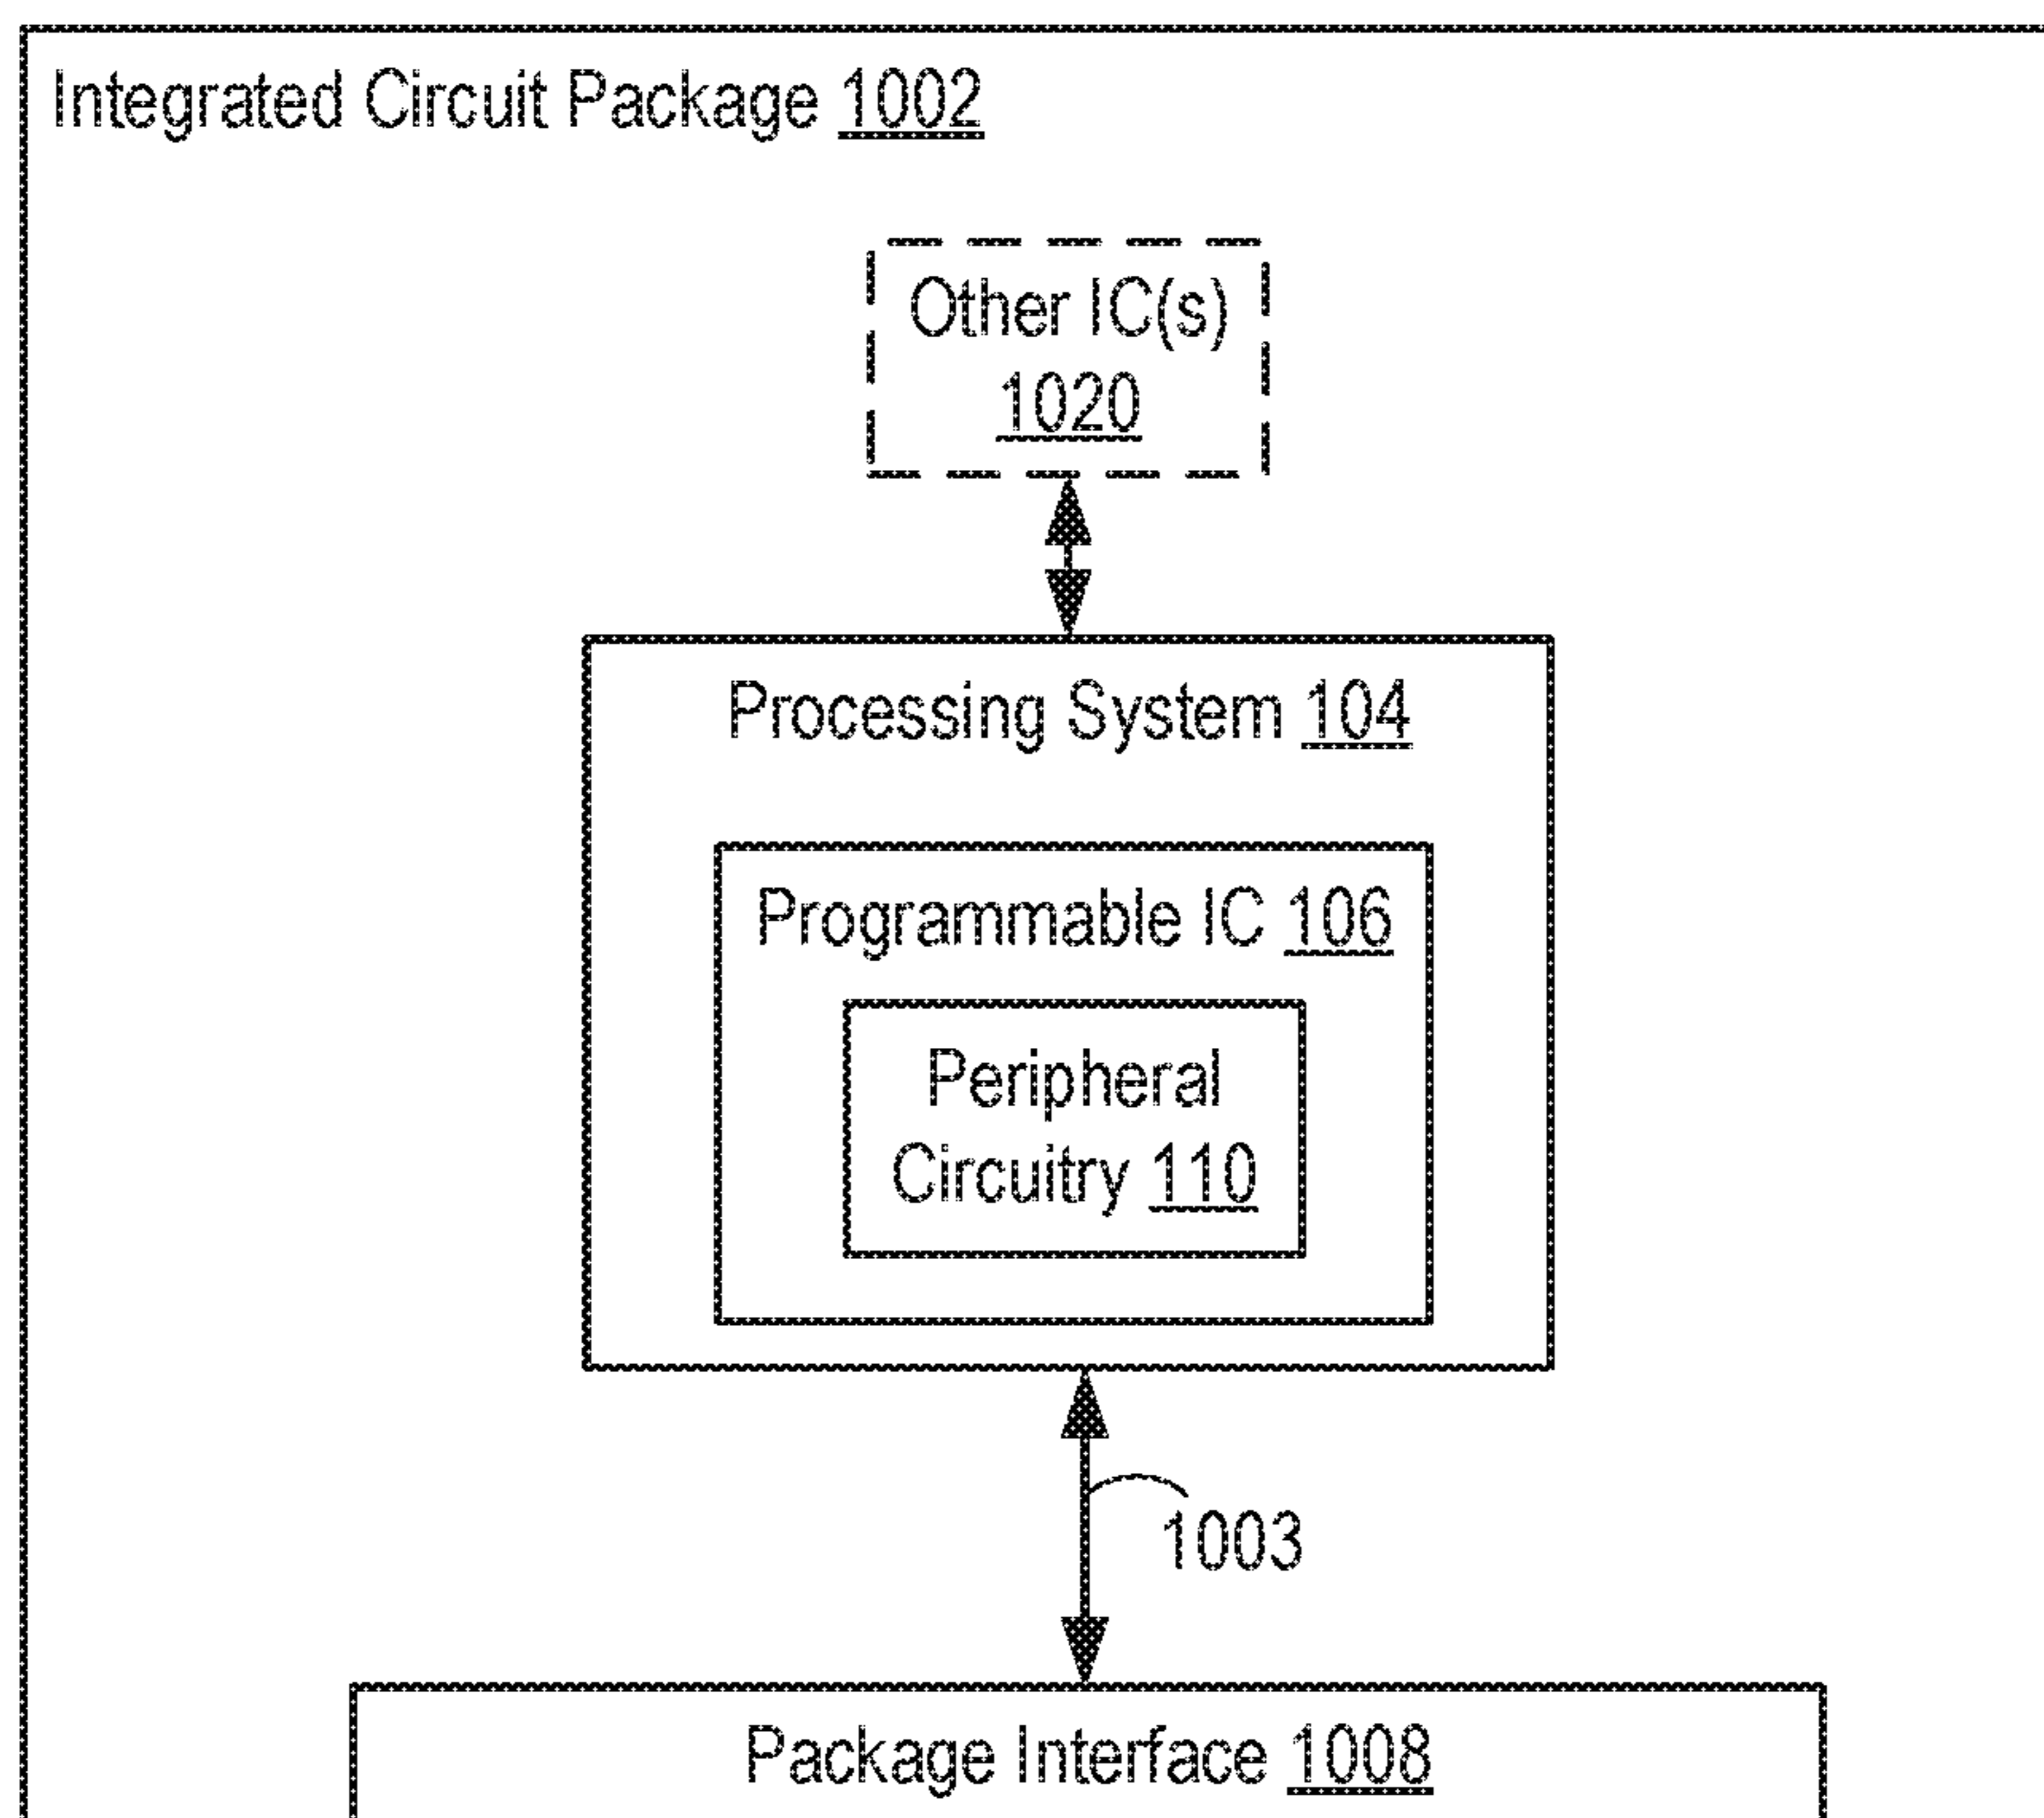 Integrated Circuit Package 1002
Other IC(s)
1020
Processing System 104
Programmable IC 106
Peripheral
Circuitry 110
1003
Package Interface 1008